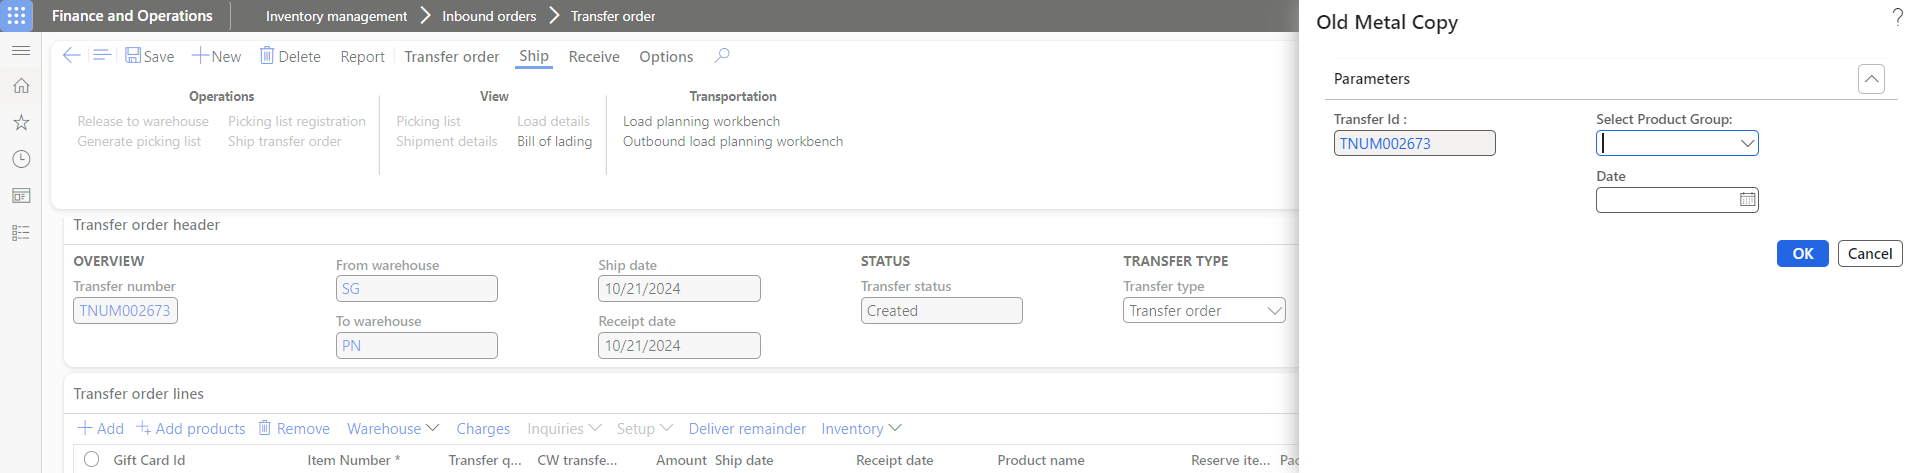 Finance and Operations
Inventory management
Inbound orders
Transfer order
Save
New
Delete
Report
Transfer order
Ship
Receive
Options
Operations
Release to warehouse
Picking list registration
Generate picking list
Ship transfer order
View
Picking list
Load details
Shipment details
Bill of lading
Transportation
Load planning workbench
Outbound load planning workbench
Transfer order header
OVERVIEW
Transfer number
TNUM002673
From warehouse
SG
To warehouse
PN
Ship date
10/21/2024
Receipt date
10/21/2024
STATUS
Transfer status
Created
TRANSFER TYPE
Transfer type
Transfer order
Transfer order lines
Add
Add products
Remove
Warehouse
Charges
Inquiries
Setup
Deliver remainder
Inventory
Gift Card Id
Item Number *
Transfer q...
CW transfe...
Amount
Ship date
Receipt date
Product name
Reserve ite...
Pac
Old Metal Copy
?
Parameters
Transfer Id :
TNUM002673
Select Product Group:
Date
OK
Cancel